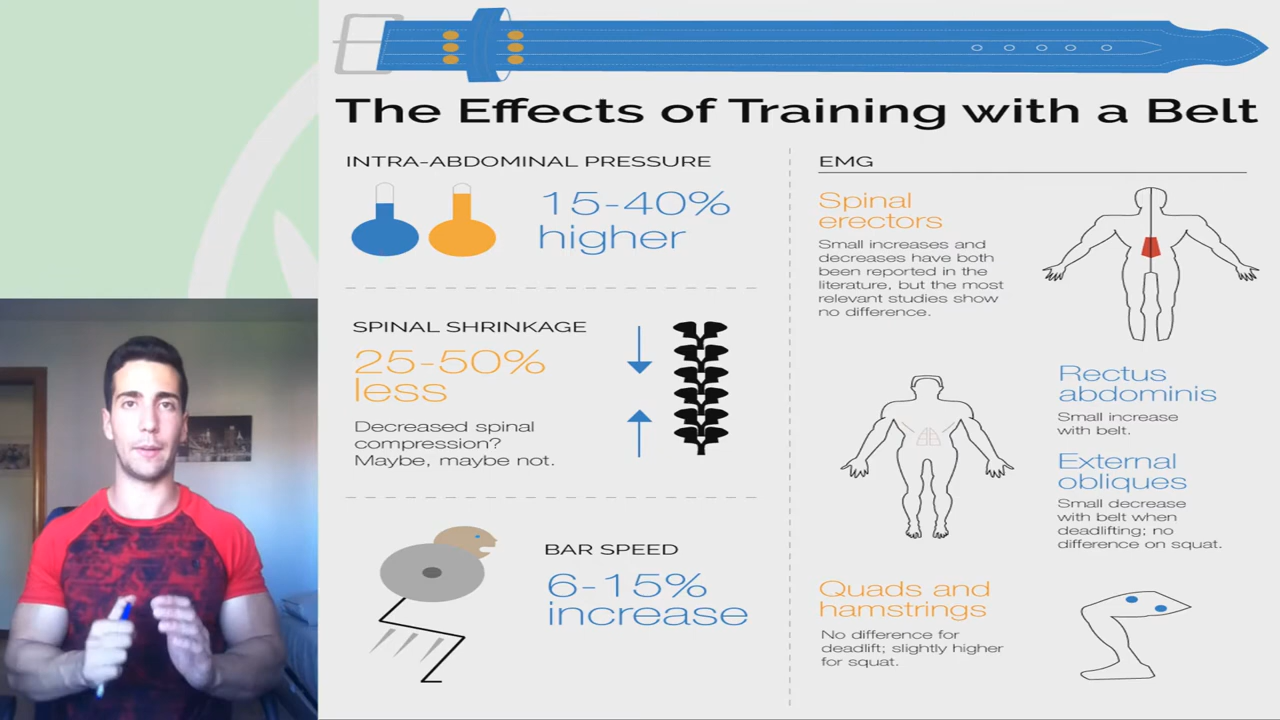 The Effects of Training with a Belt
INTRA-ABDOMINAL PRESSURE
15-40%
higher
SPINAL SHRINKAGE
25-50%
less
Decreased spinal
compression?
Maybe, maybe not.
BAR SPEED
6-15%
increase
EMG
Spinal
erectors
Small increases and
decreases have both
been reported in the
literature, but the most
relevant studies show
no difference.
Rectus
abdominis
Small increase
with belt.
External
obliques
Small decrease
with belt when
deadlifting; no
difference on squat.
Quads and
hamstrings
No difference for
deadlift; slightly higher
for squat.